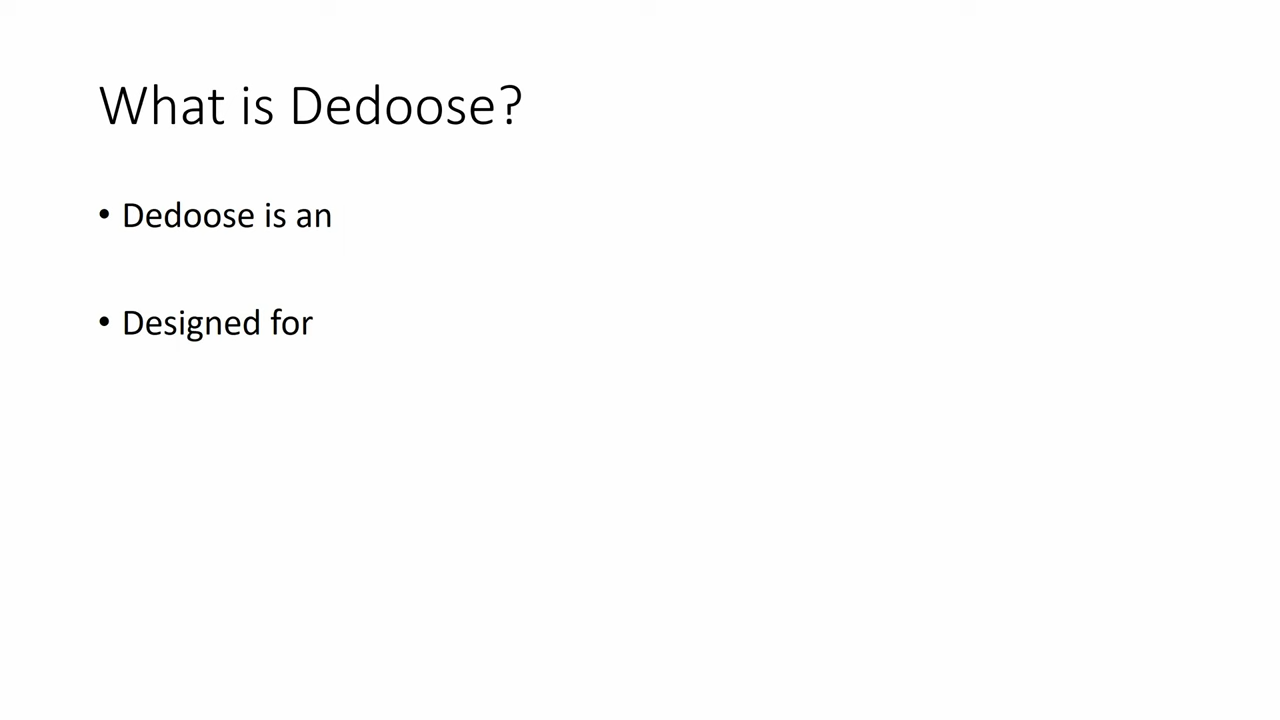 What is Dedoose?
• Dedoose is an
• Designed for